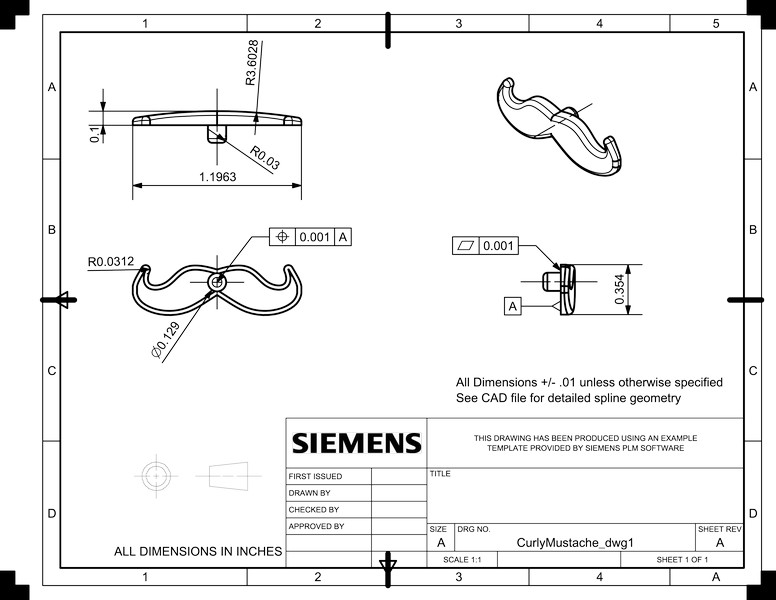 1 2 3 4 5
A A
R3.6028
0.1
R0.03
1.1963
B B
0.001 A
R0.0312
Ø0.129
0.001
A
0.354
C C
All Dimensions +/- .01 unless otherwise specified
See CAD file for detailed spline geometry
SIEMENS
THIS DRAWING HAS BEEN PRODUCED USING AN EXAMPLE
TEMPLATE PROVIDED BY SIEMENS PLM SOFTWARE
FIRST ISSUED
TITLE
DRAWN BY
CHECKED BY
APPROVED BY
D D
SIZE DRG NO. SHEET REV
A CurlyMustache_dwg1 A
ALL DIMENSIONS IN INCHES
SCALE 1:1 SHEET 1 OF 1
1 2 3 4 A